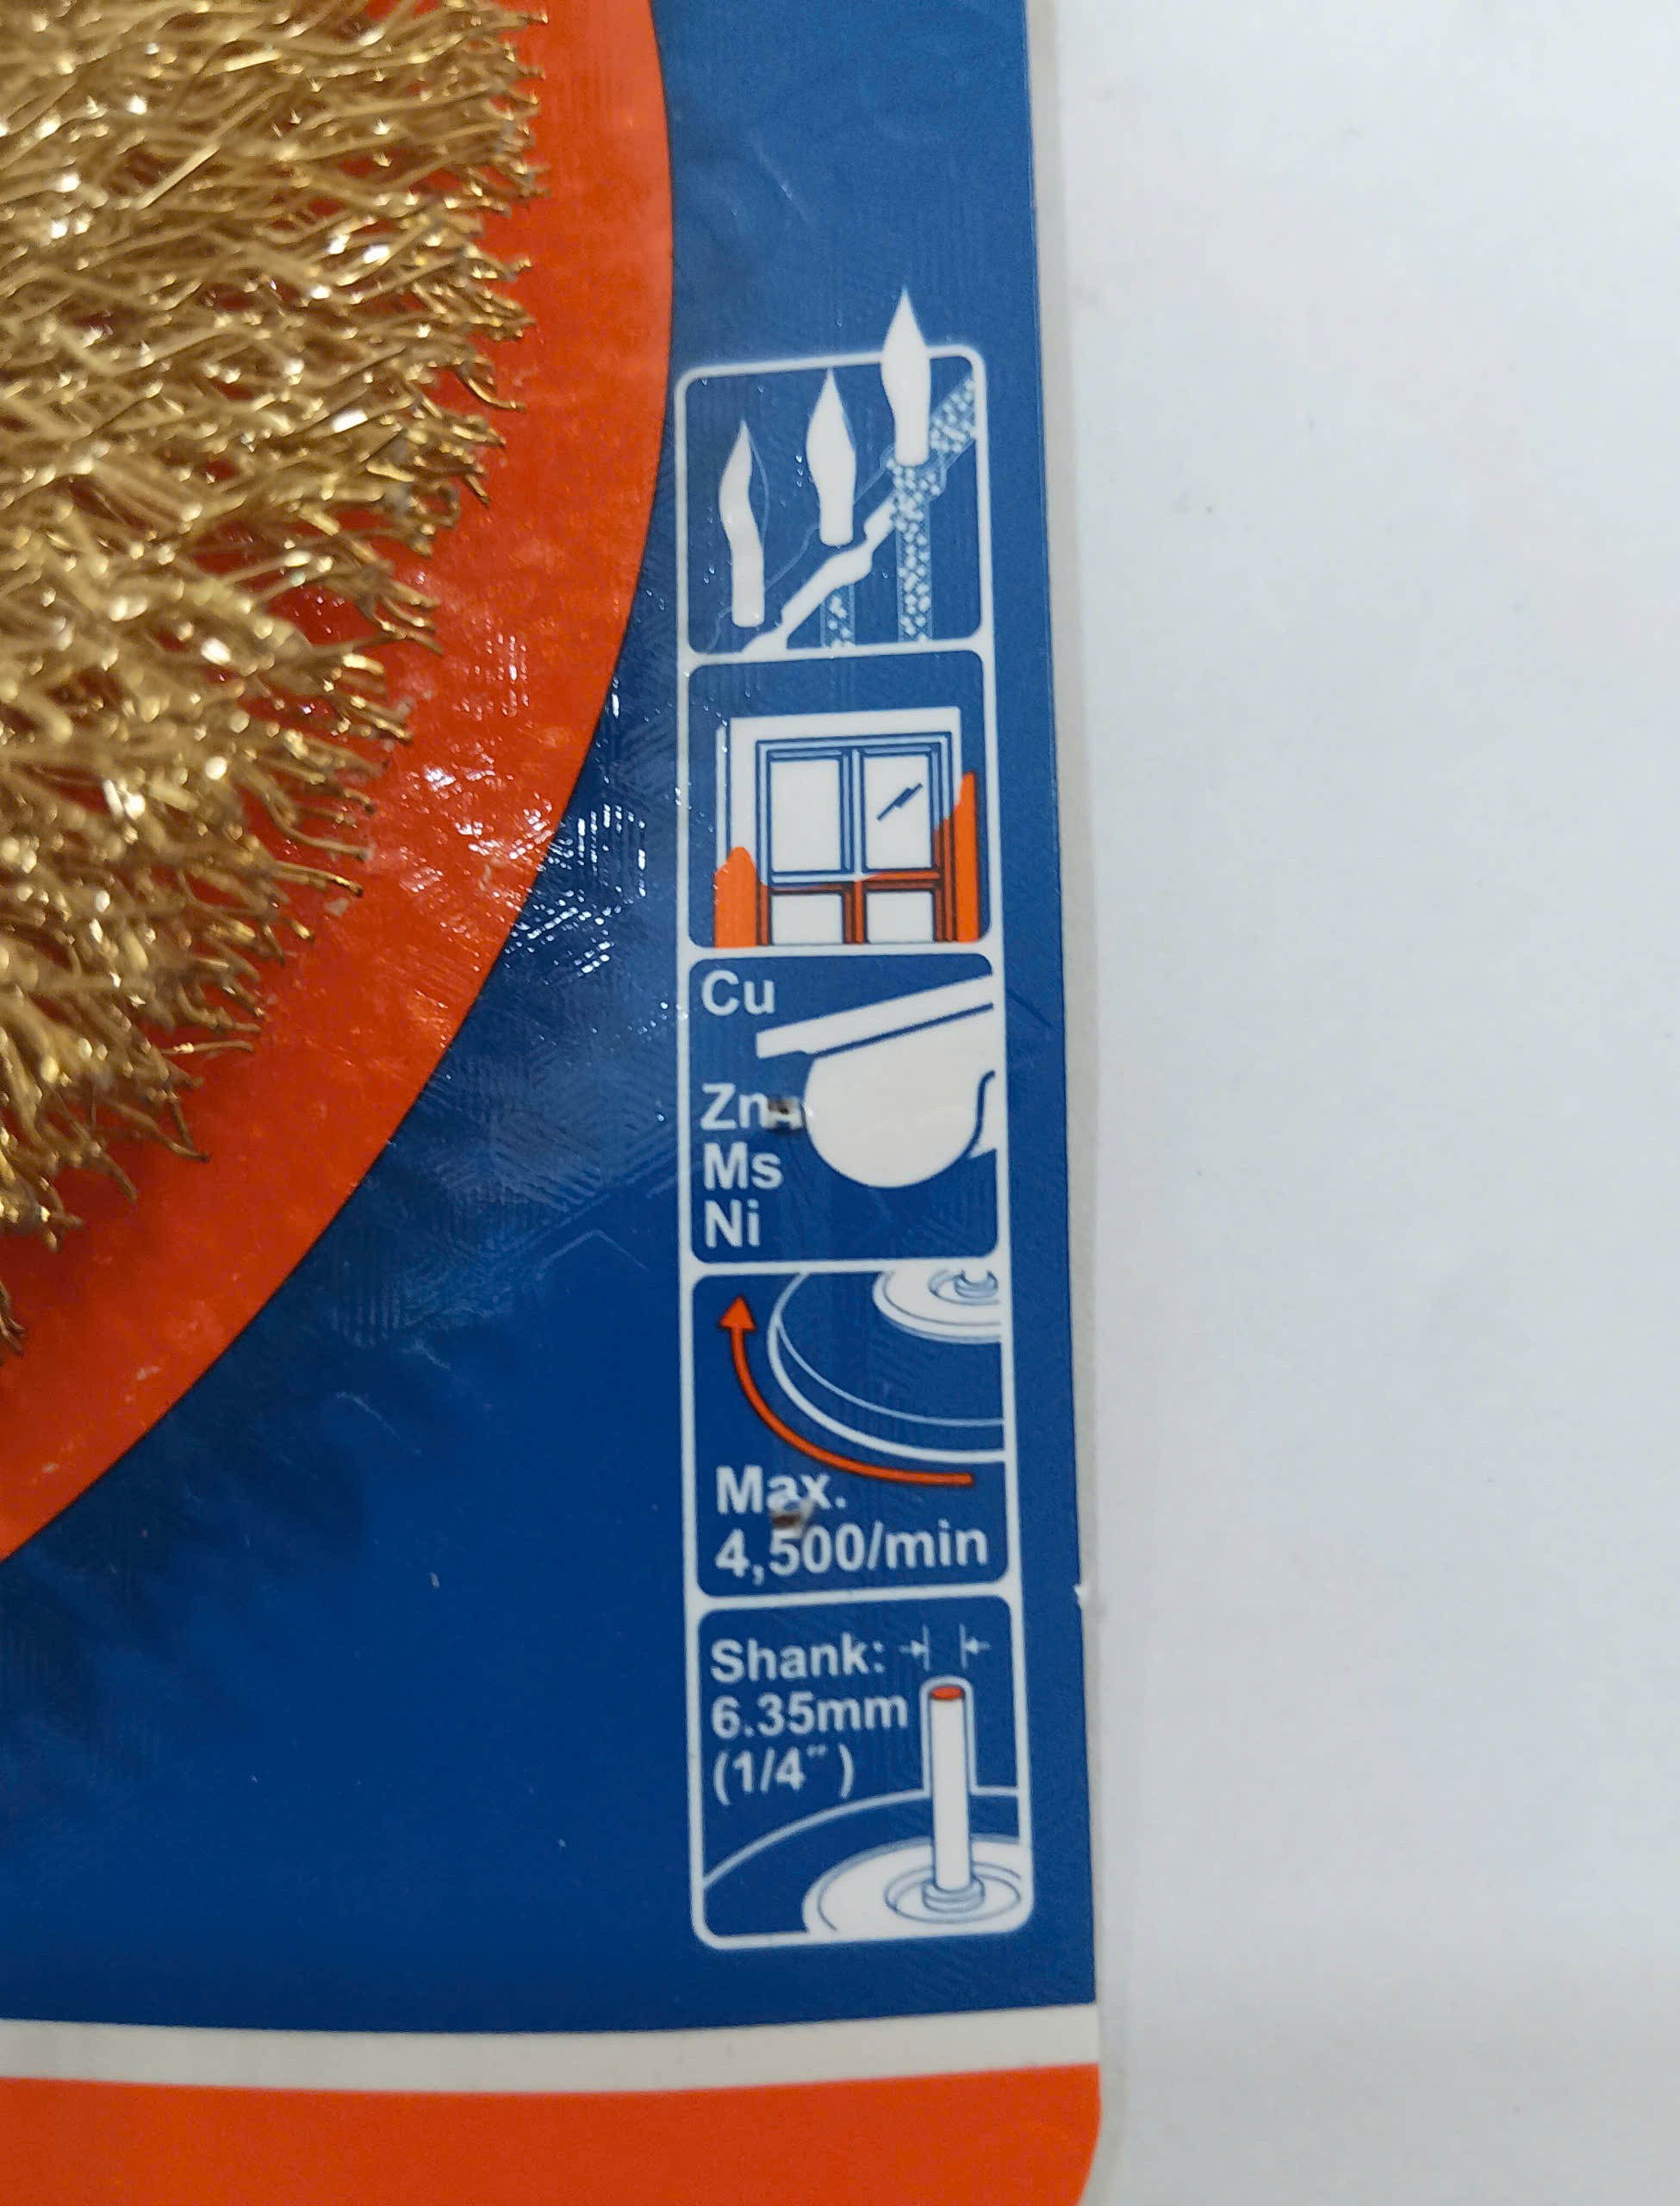 Cu
Zn
Ms
Ni
Max.
4,500/min
Shank:
6.35mm
(1/4")